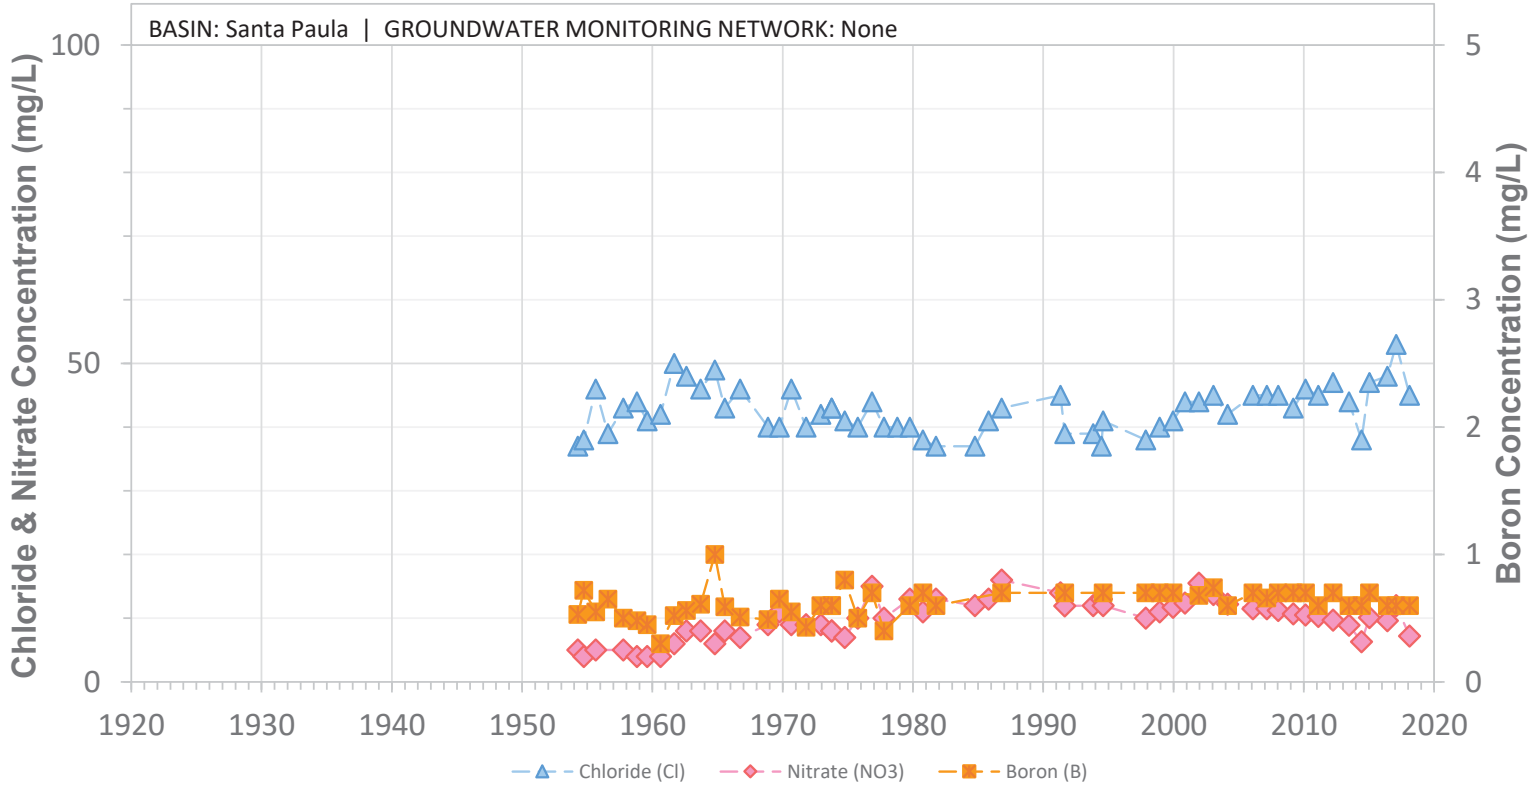 BASIN: Santa Paula | GROUNDWATER MONITORING NETWORK: None
Chloride & Nitrate Concentration (mg/L)
100
50
0
5
4
3
2
1
0
Boron Concentration (mg/L)
1920 1930 1940 1950 1960 1970 1980 1990 2000 2010 2020
Chloride (Cl) Nitrate (NO3) Boron (B)